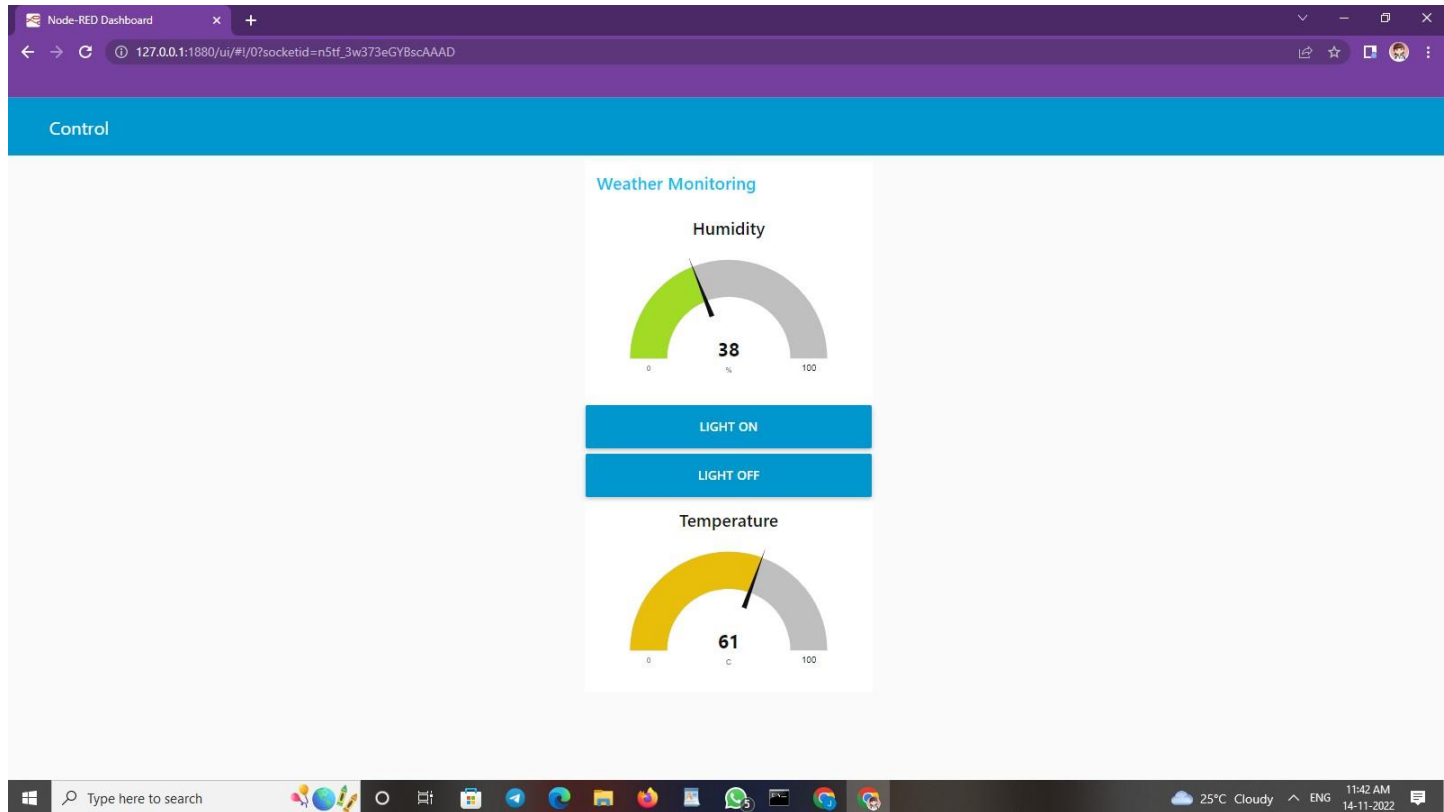 Node-RED Dashboard
127.0.0.1:1880/ui/#!/0?socketid=n5tf_3w373eGYBscAAAD
Control
Weather Monitoring
Humidity
38
0 % 100
LIGHT ON
LIGHT OFF
Temperature
61
0 C 100
Type here to search
5
25°C Cloudy ENG 11:42 AM
14-11-2022